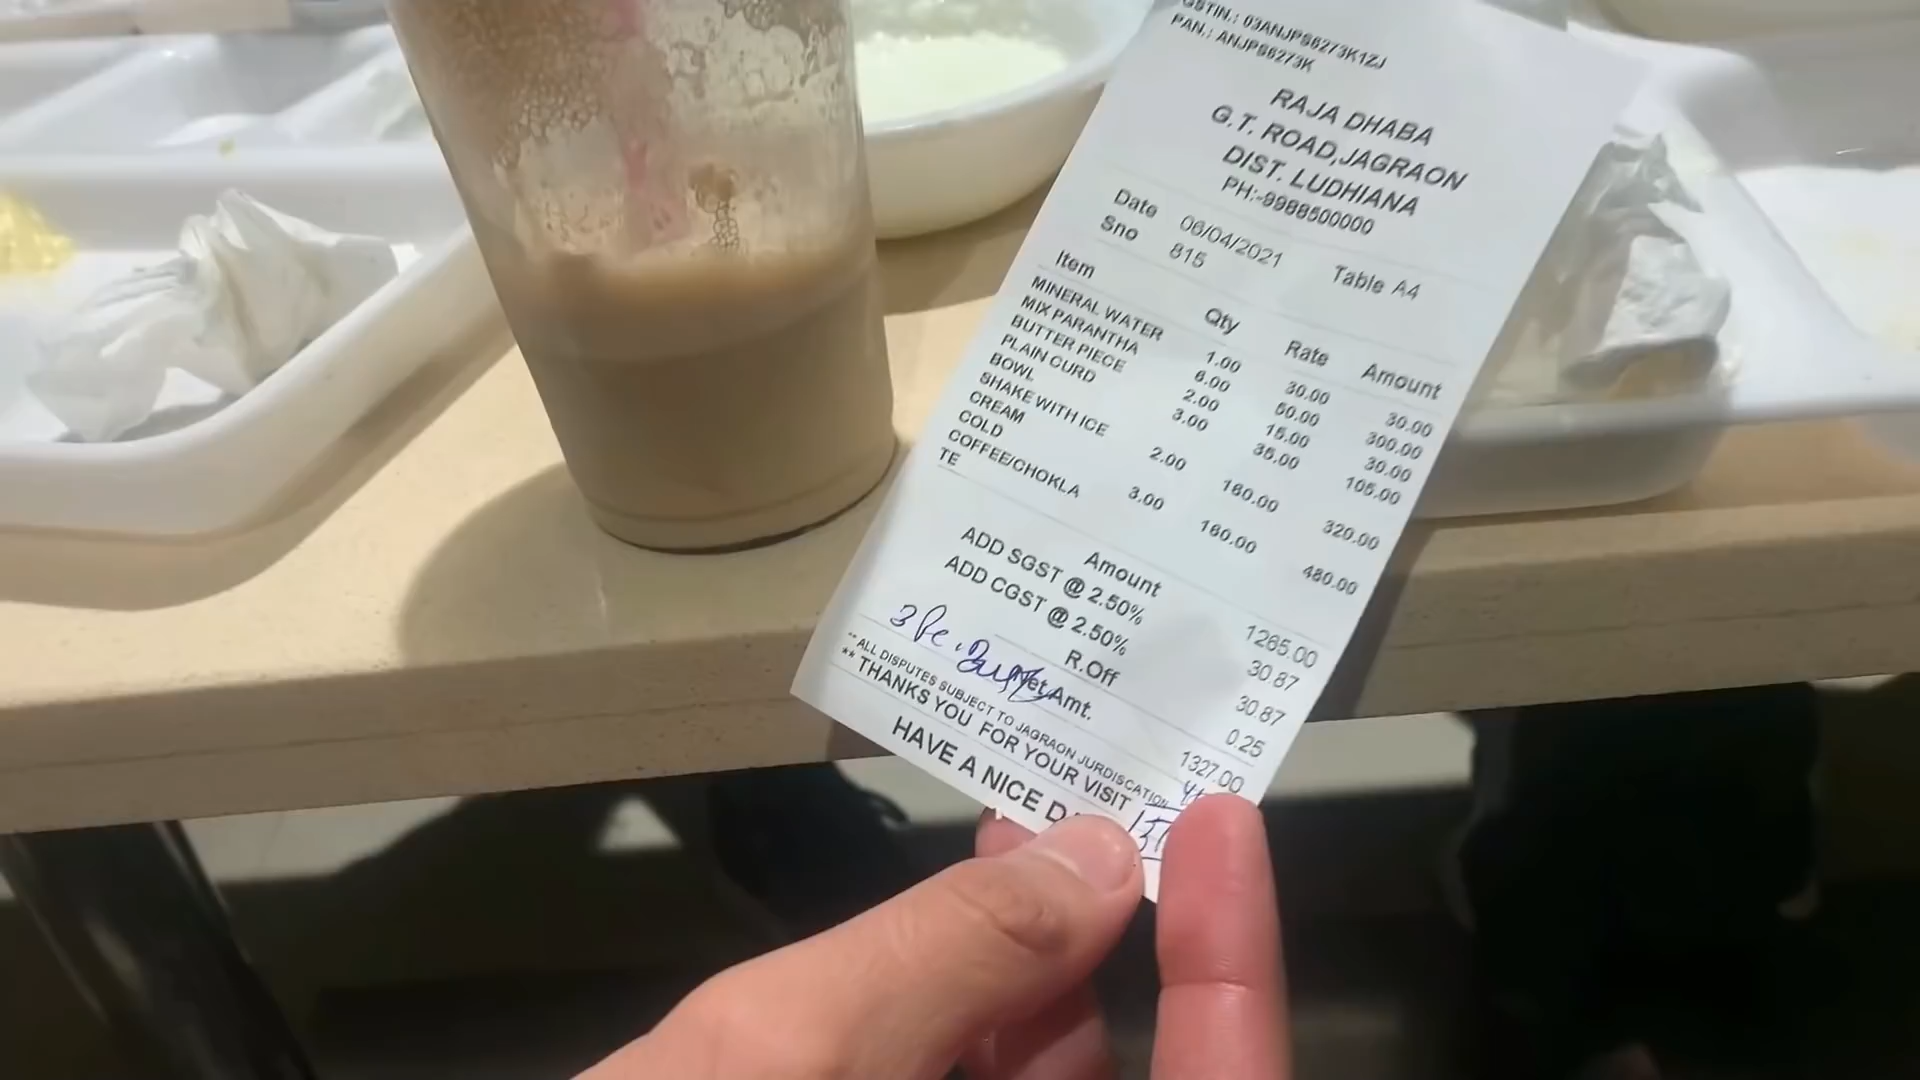 GSTIN.: 03ANJPS6273K1ZJ
PAN.: ANJPS6273K
RAJA DHABA
G.T. ROAD,JAGRAON
DIST. LUDHIANA
PH:-9988500000
Date 06/04/2021 Table A4
Sno 815
Item Qty Rate Amount
MINERAL WATER 1.00 30.00 30.00
MIX PARANTHA 6.00 50.00 300.00
BUTTER PIECE 2.00 15.00 30.00
PLAIN CURD 3.00 35.00 105.00
BOWL
SHAKE WITH ICE 2.00 160.00 320.00
CREAM
COLD 3.00 160.00 480.00
COFFEE/CHOKLA
TE
Amount 1265.00
ADD SGST @ 2.50% 30.87
ADD CGST @ 2.50% 30.87
R.Off 0.25
3 Pc.
Net Amt. 1327.00
** ALL DISPUTES SUBJECT TO JAGRAON JURDISCATION
** THANKS YOU FOR YOUR VISIT
HAVE A NICE